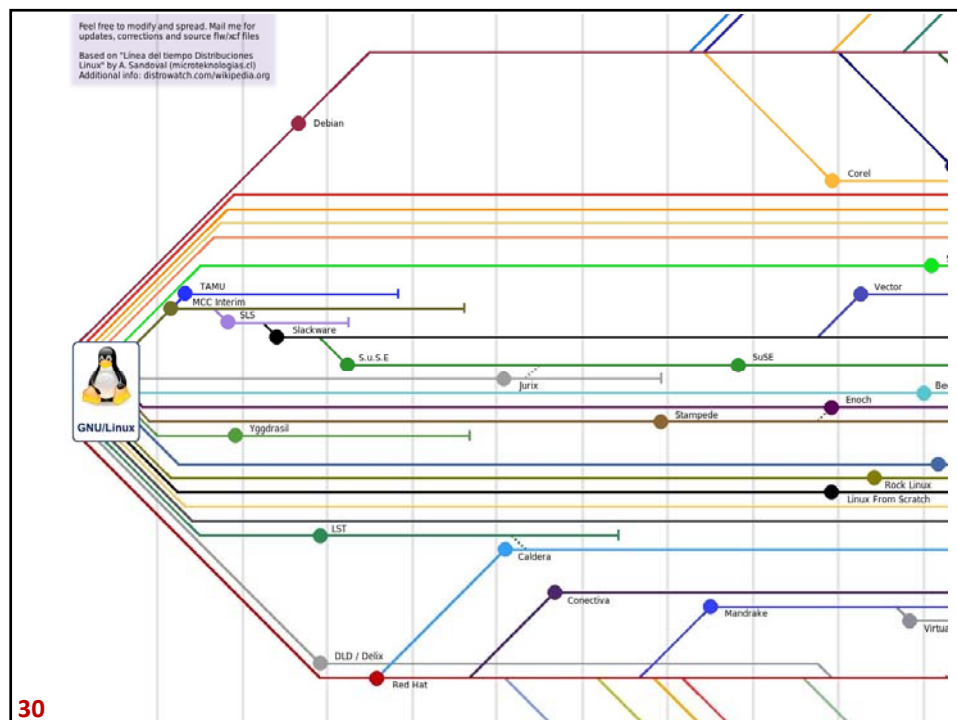 Feel free to modify and spread. Mail me for
updates, corrections and source flw/xcf files
Based on "Línea del tiempo Distribuciones
Linux" by A. Sandoval (microteknologias.cl)
Additional info: distrowatch.com/wikipedia.org
Debian
Corel
TAMU
Vector
MCC Interim
SLS
Slackware
S.u.S.E
SuSE
Jurix
Enoch
Stampede
GNU/Linux
Yggdrasil
Rock Linux
Linux From Scratch
LST
Caldera
Conectiva
Mandrake
DLD / Delix
Red Hat
30